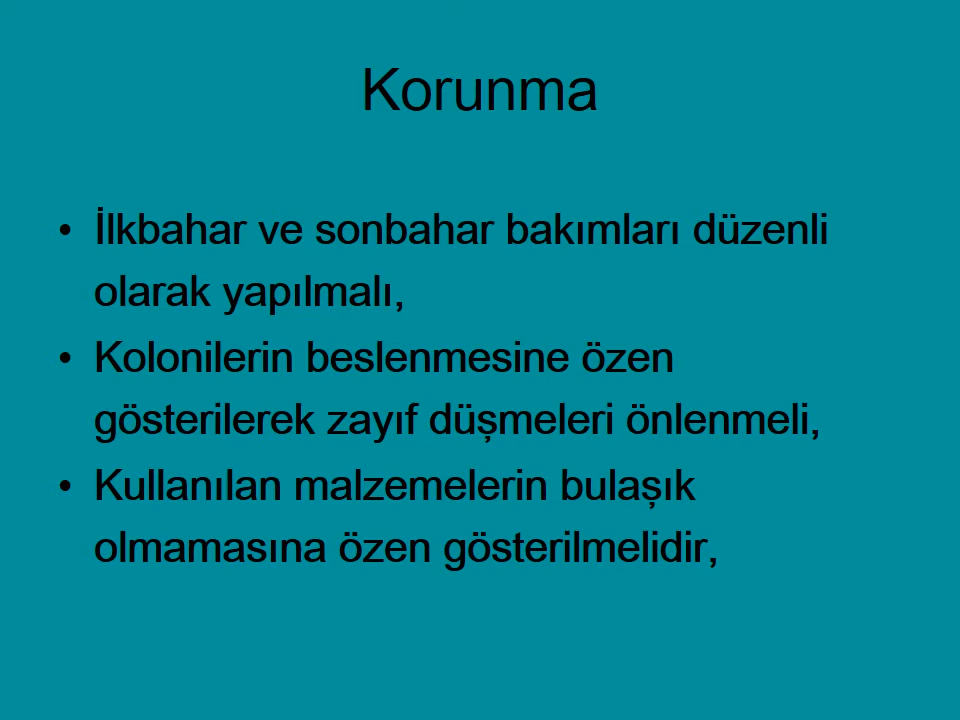 Korunma
• İlkbahar ve sonbahar bakımları düzenli
olarak yapılmalı,
• Kolonilerin beslenmesine özen
gösterilerek zayıf düşmeleri önlenmeli,
• Kullanılan malzemelerin bulaşık
olmamasına özen gösterilmelidir,